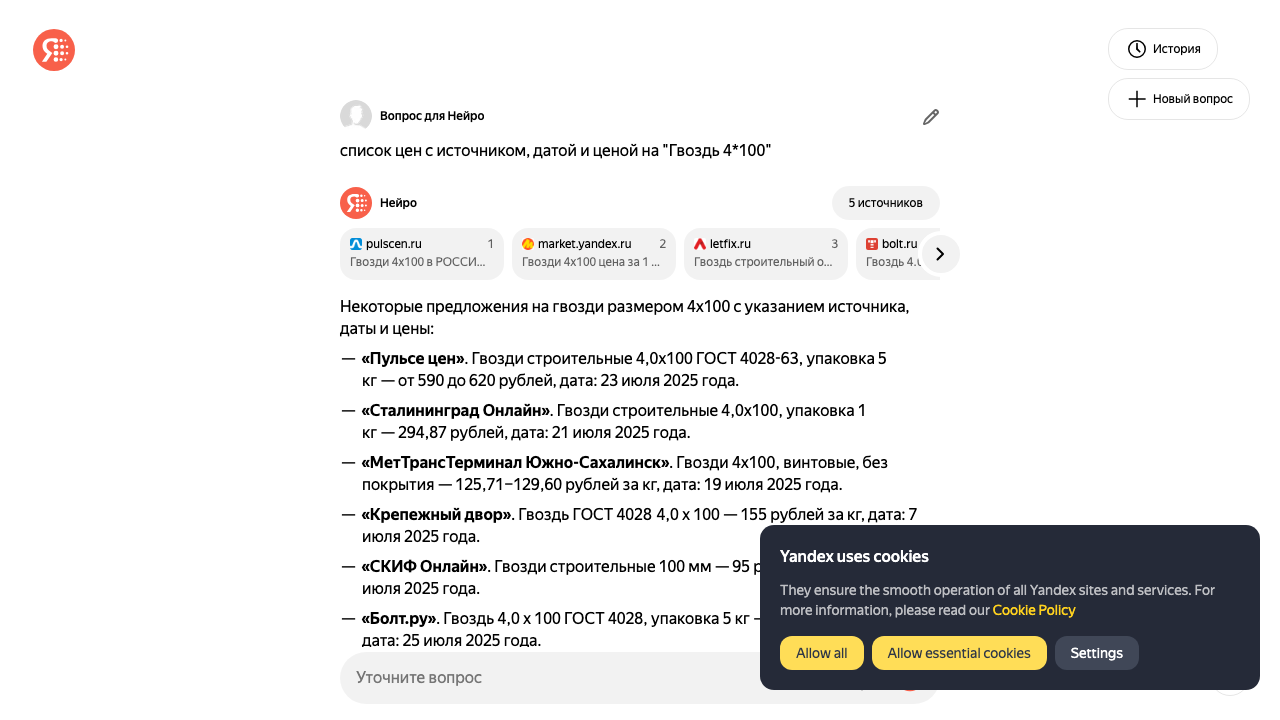 История
Новый вопрос
Вопрос для Нейро
список цен с источником, датой и ценой на "Гвоздь 4*100"
Нейро
5 источников
pulscen.ru 1
Гвозди 4х100 в РОССИ...
market.yandex.ru 2
Гвозди 4х100 цена за 1 ...
letfix.ru 3
Гвоздь строительный о...
bolt.ru
Гвоздь 4.0
Некоторые предложения на гвозди размером 4х100 с указанием источника,
даты и цены:
— «Пульсе цен». Гвозди строительные 4,0х100 ГОСТ 4028-63, упаковка 5
кг — от 590 до 620 рублей, дата: 23 июля 2025 года.
— «Сталининград Онлайн». Гвозди строительные 4,0х100, упаковка 1
кг — 294,87 рублей, дата: 21 июля 2025 года.
— «МетТрансТерминал Южно-Сахалинск». Гвозди 4х100, винтовые, без
покрытия — 125,71–129,60 рублей за кг, дата: 19 июля 2025 года.
— «Крепежный двор». Гвоздь ГОСТ 4028 4,0 х 100 — 155 рублей за кг, дата: 7
июля 2025 года.
— «СКИФ Онлайн». Гвозди строительные 100 мм — 95
июля 2025 года.
— «Болт.ру». Гвоздь 4,0 х 100 ГОСТ 4028, упаковка 5 кг
дата: 25 июля 2025 года.
Уточните вопрос
Yandex uses cookies
They ensure the smooth operation of all Yandex sites and services. For
more information, please read our Cookie Policy
Allow all
Allow essential cookies
Settings